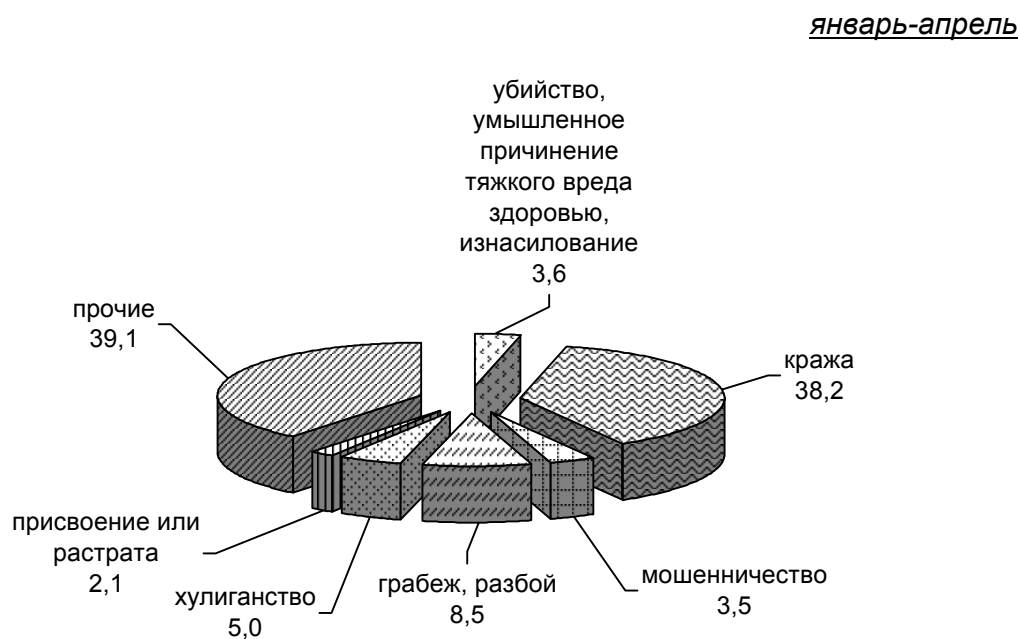 январь-апрель
убийство,
умышленное
причинение
тяжкого вреда
здоровью,
изнасилование
3,6
прочие
39,1
кража
38,2
присвоение или
растрата
2,1
хулиганство
5,0
грабеж, разбой
8,5
мошенничество
3,5